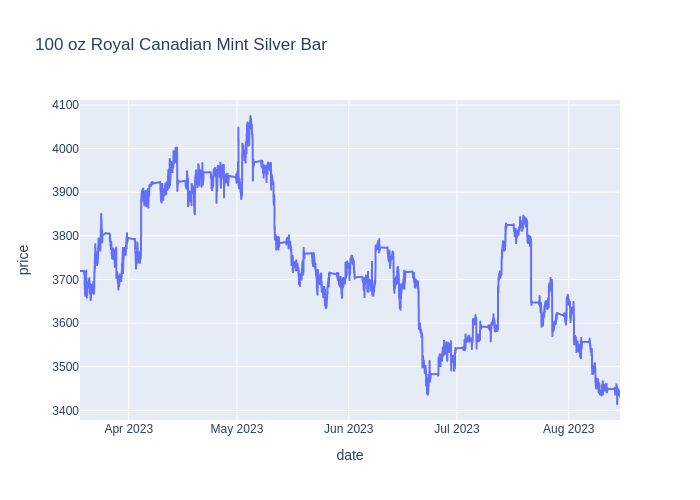 100 oz Royal Canadian Mint Silver Bar
4100
4000
3900
3800
3700
3600
3500
3400
price
Apr 2023
May 2023
Jun 2023
Jul 2023
Aug 2023
date